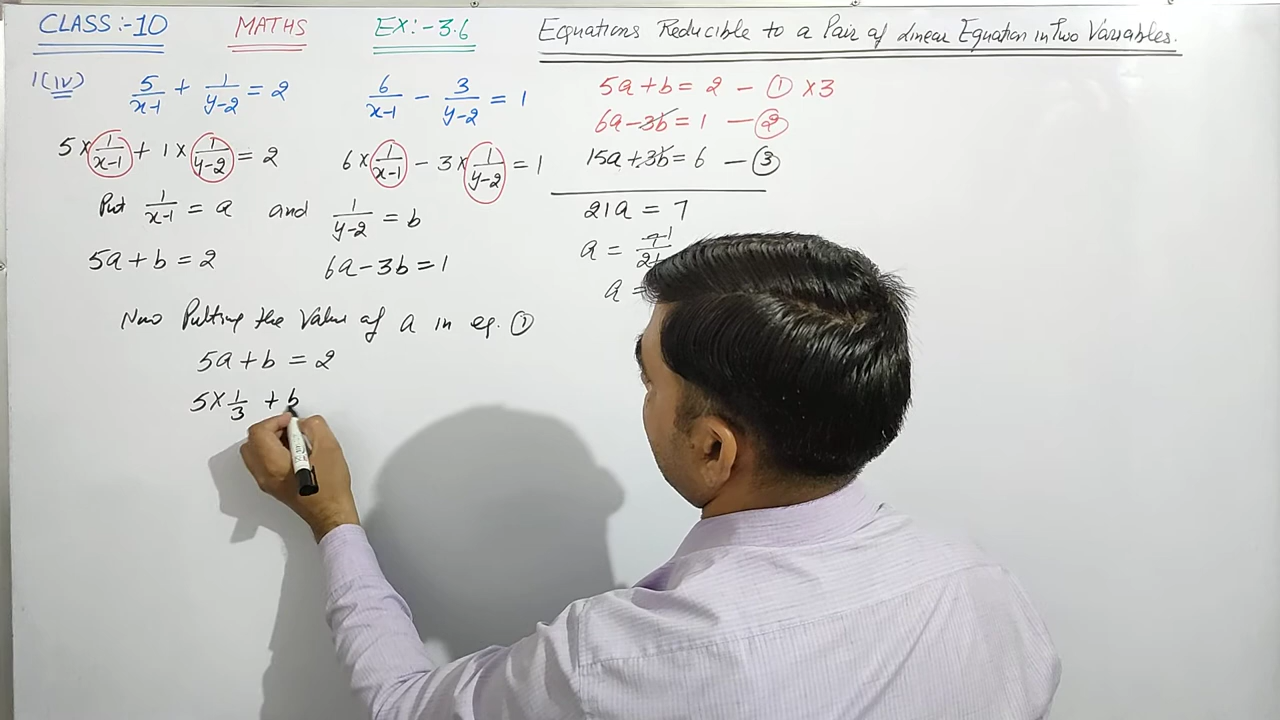 CLASS:-10 MATHS EX:-3.6 Equations Reducible to a Pair of Linear Equation in Two Variables.
1(iv) 5/(x-1) + 1/(y-2) = 2 6/(x-1) - 3/(y-2) = 1
5 × 1/(x-1) + 1 × 1/(y-2) = 2 6 × 1/(x-1) - 3 × 1/(y-2) = 1
Put 1/(x-1) = a and 1/(y-2) = b
5a + b = 2 6a - 3b = 1
Now Putting the Value of a in eq. ①
5a + b = 2
5 × 1/3 + b
5a + b = 2 - ① ×3
6a - 3b = 1 - ②
15a + 3b = 6 - ③
21a = 7
a = 7 1/21
a =